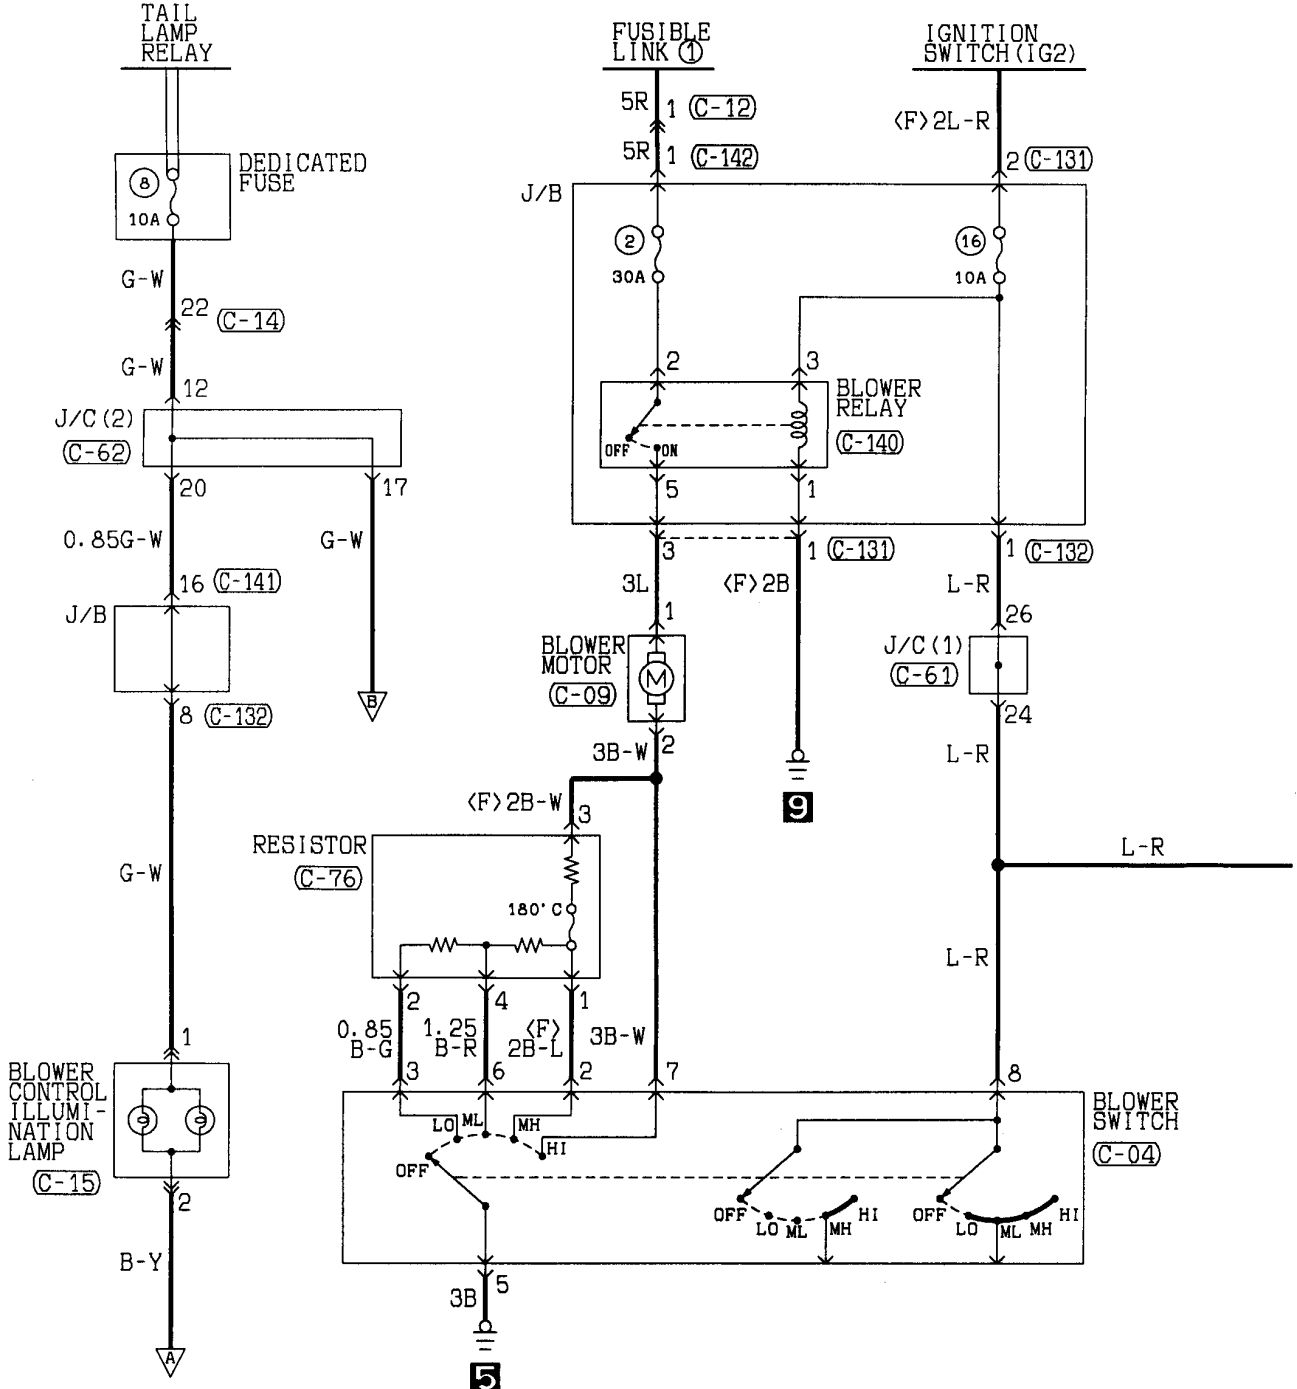 TAIL
LAMP
RELAY
FUSIBLE
LINK ①
IGNITION
SWITCH(IG2)
5R
1
C-12
<F>2L-R
5R
1
C-142
2
C-131
DEDICATED
FUSE
8
10A
J/B
2
30A
16
10A
G-W
22
C-14
G-W
12
2
3
BLOWER
RELAY
C-140
OFF
ON
J/C(2)
C-62
20
17
5
1
0.85G-W
G-W
3
1
C-131
1
C-132
16
C-141
3L
<F>2B
L-R
J/B
1
26
BLOWER
MOTOR
C-09
M
J/C(1)
C-61
8
C-132
B
24
3B-W
2
L-R
9
<F>2B-W
3
RESISTOR
C-76
L-R
G-W
180°C
L-R
2
4
1
0.85
B-G
1.25
B-R
<F>
2B-L
3B-W
1
3
6
2
7
8
BLOWER
CONTROL
ILLUMI-
NATION
LAMP
C-15
BLOWER
SWITCH
C-04
LO
ML
MH
HI
OFF
2
OFF
LO
ML
MH
HI
OFF
LO
ML
MH
HI
B-Y
5
3B
A
5